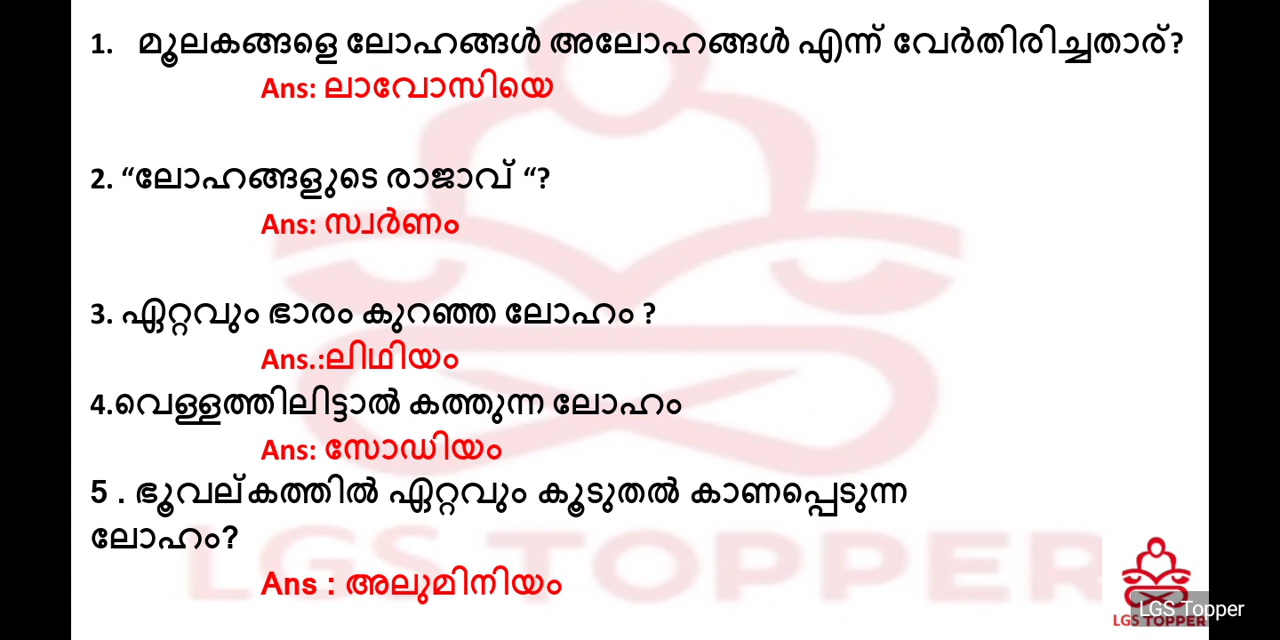 1. മൂലകങ്ങളെ ലോഹങ്ങൾ അലോഹങ്ങൾ എന്ന് വേർതിരിച്ചതാര്?
Ans: ലാവോസിയെ
2. “ലോഹങ്ങളുടെ രാജാവ് “?
Ans: സ്വർണം
3. ഏറ്റവും ഭാരം കുറഞ്ഞ ലോഹം ?
Ans.:ലിഥിയം
4.വെള്ളത്തിലിട്ടാൽ കത്തുന്ന ലോഹം
Ans: സോഡിയം
5 . ഭൂവല്കത്തിൽ ഏറ്റവും കൂടുതൽ കാണപ്പെടുന്ന
ലോഹം?
Ans : അലുമിനിയം
LGS TOPPER
LGS Topper
LGS TOPPER